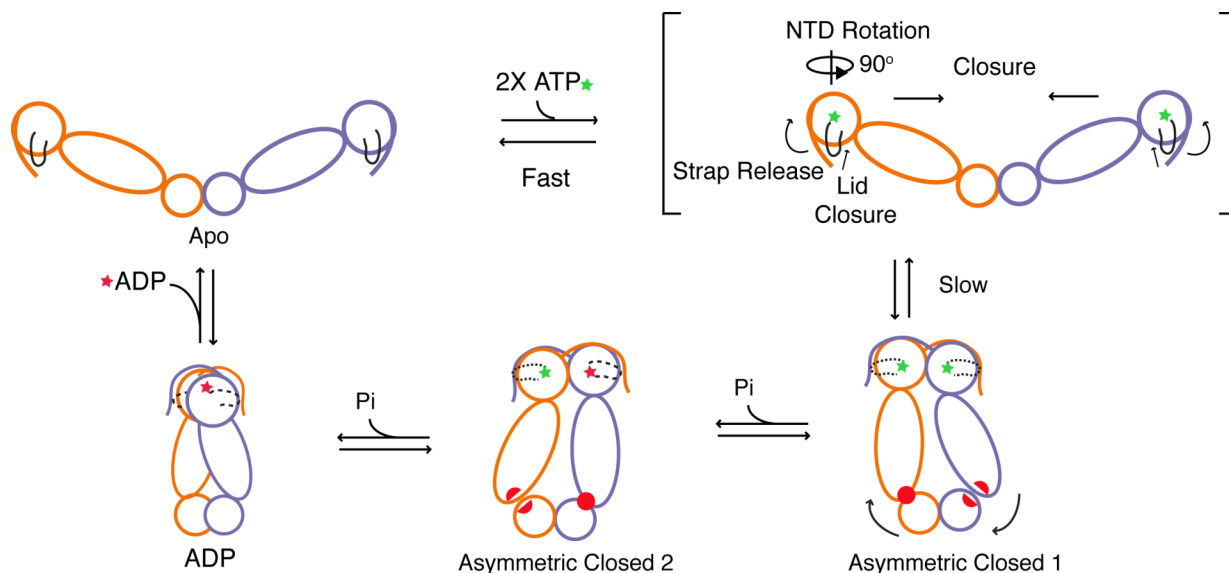 NTD Rotation
90°
Closure
2X ATP
Fast
Strap Release
Lid
Closure
Apo
ADP
Slow
Pi
Pi
ADP
Asymmetric Closed 2
Asymmetric Closed 1